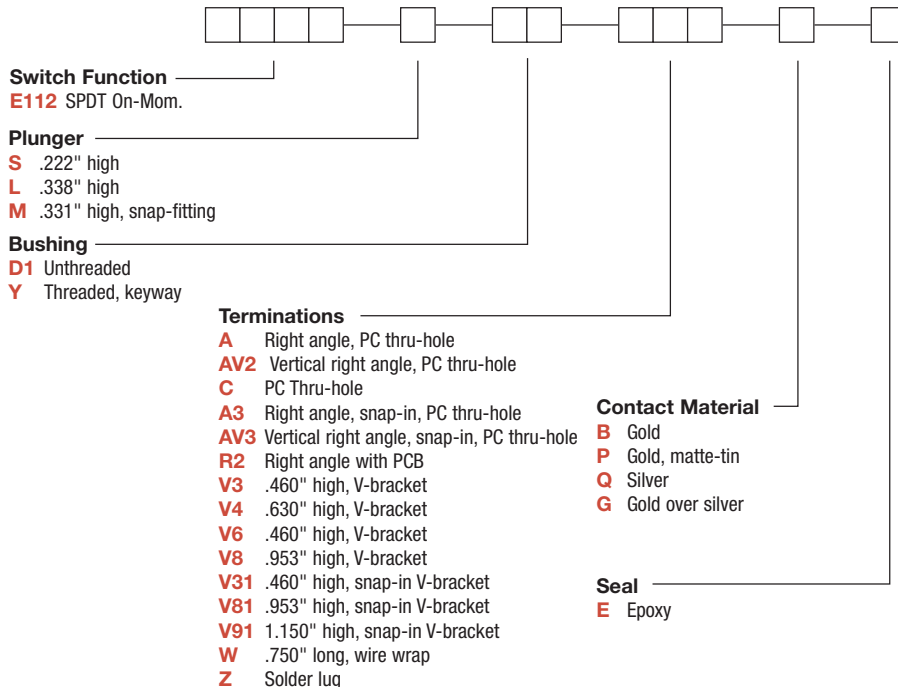 Switch Function
E112 SPDT On-Mom.
Plunger
S .222" high
L .338" high
M .331" high, snap-fitting
Bushing
D1 Unthreaded
Y Threaded, keyway
Terminations
A Right angle, PC thru-hole
AV2 Vertical right angle, PC thru-hole
C PC Thru-hole
A3 Right angle, snap-in, PC thru-hole
AV3 Vertical right angle, snap-in, PC thru-hole
R2 Right angle with PCB
V3 .460" high, V-bracket
V4 .630" high, V-bracket
V6 .460" high, V-bracket
V8 .953" high, V-bracket
V31 .460" high, snap-in V-bracket
V81 .953" high, snap-in V-bracket
V91 1.150" high, snap-in V-bracket
W .750" long, wire wrap
Z Solder lug
Contact Material
B Gold
P Gold, matte-tin
Q Silver
G Gold over silver
Seal
E Epoxy